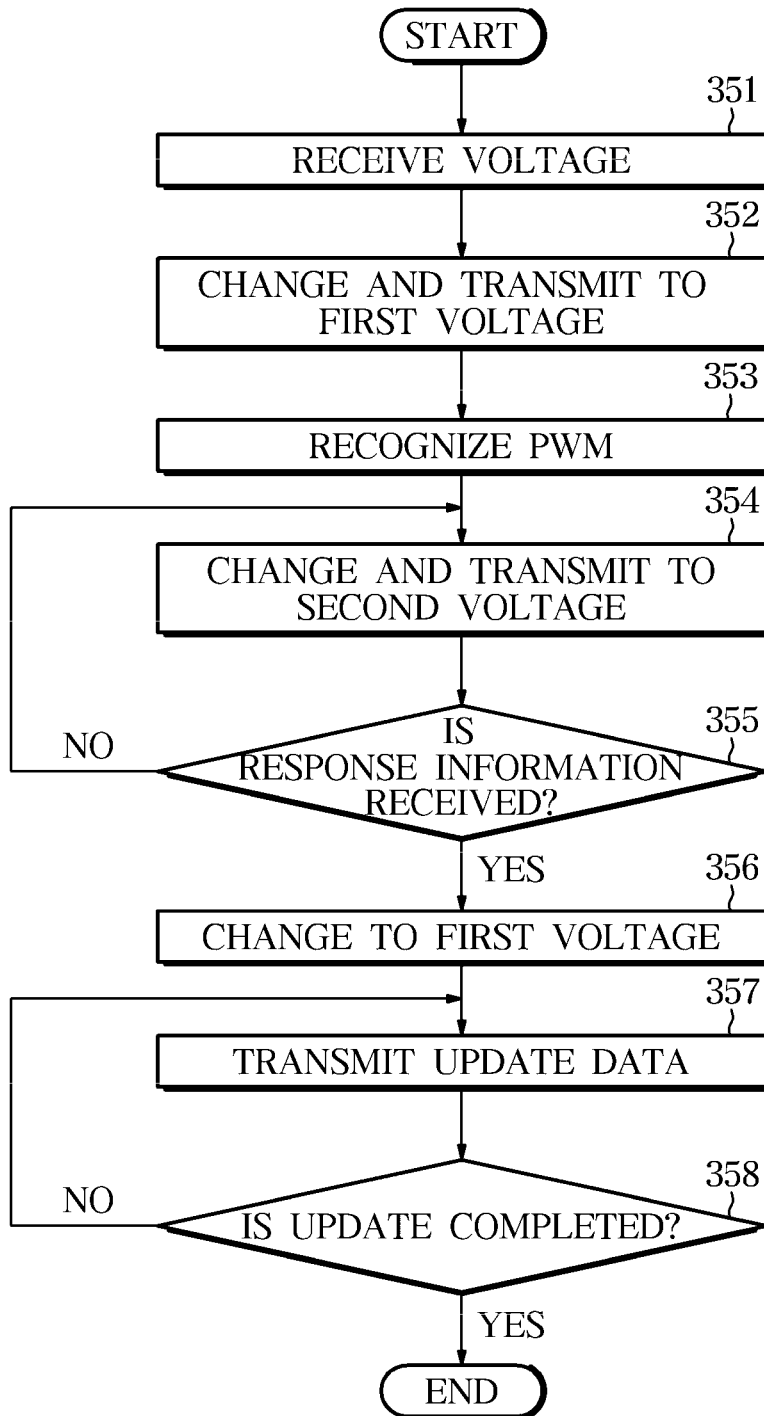 START
351
RECEIVE VOLTAGE
352
CHANGE AND TRANSMIT TO
FIRST VOLTAGE
353
RECOGNIZE PWM
354
CHANGE AND TRANSMIT TO
SECOND VOLTAGE
355
IS
RESPONSE INFORMATION
RECEIVED?
NO
YES
356
CHANGE TO FIRST VOLTAGE
357
TRANSMIT UPDATE DATA
358
IS UPDATE COMPLETED?
NO
YES
END